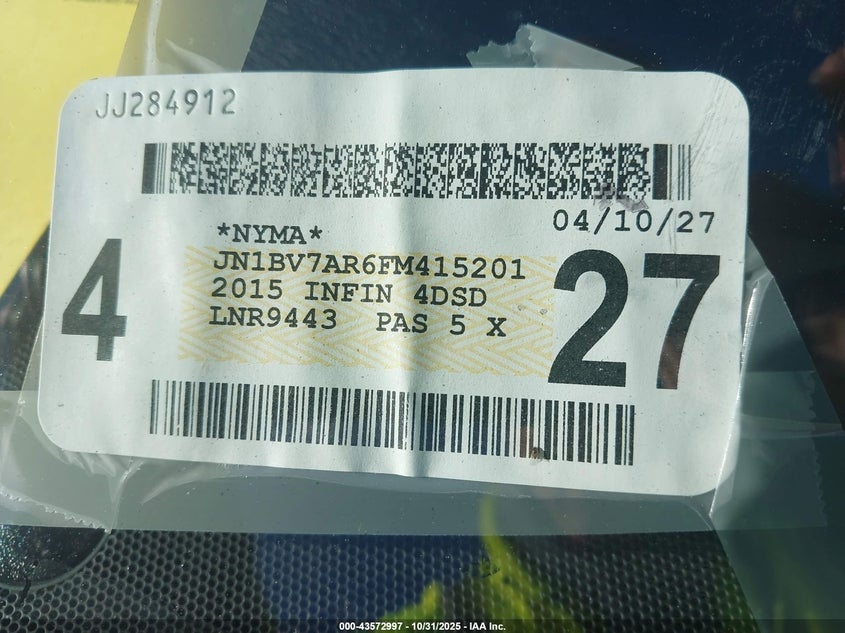 JJ284912
04/10/27
*NYMA*
JN1BV7AR6FM415201
2015 INFIN 4DSD
LNR9443 PAS 5 X
4
27
000-43572997 - 10/31/2025 - IAA Inc.